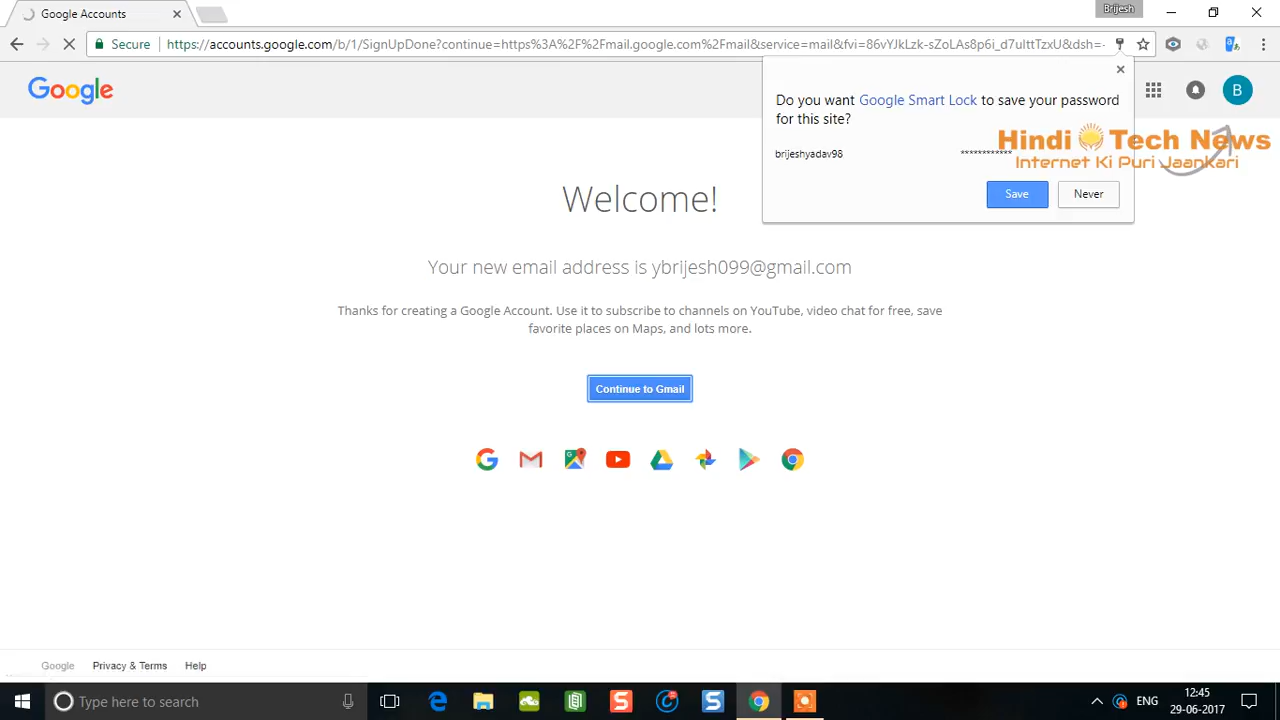 Google Accounts
Brijesh
Secure
https://accounts.google.com/b/1/SignUpDone?continue=https%3A%2F%2Fmail.google.com%2Fmail&service=mail&fvi=86vYJkLzk-sZoLAs8p6i_d7ulttTzxU&dsh=-
Google
B
Do you want Google Smart Lock to save your password
for this site?
brijeshyadav98 ************
Save Never
Hindi Tech News
Internet Ki Puri Jaankari
Welcome!
Your new email address is ybrijesh099@gmail.com
Thanks for creating a Google Account. Use it to subscribe to channels on YouTube, video chat for free, save
favorite places on Maps, and lots more.
Continue to Gmail
Google Privacy & Terms Help
Type here to search
ENG
12:45
29-06-2017